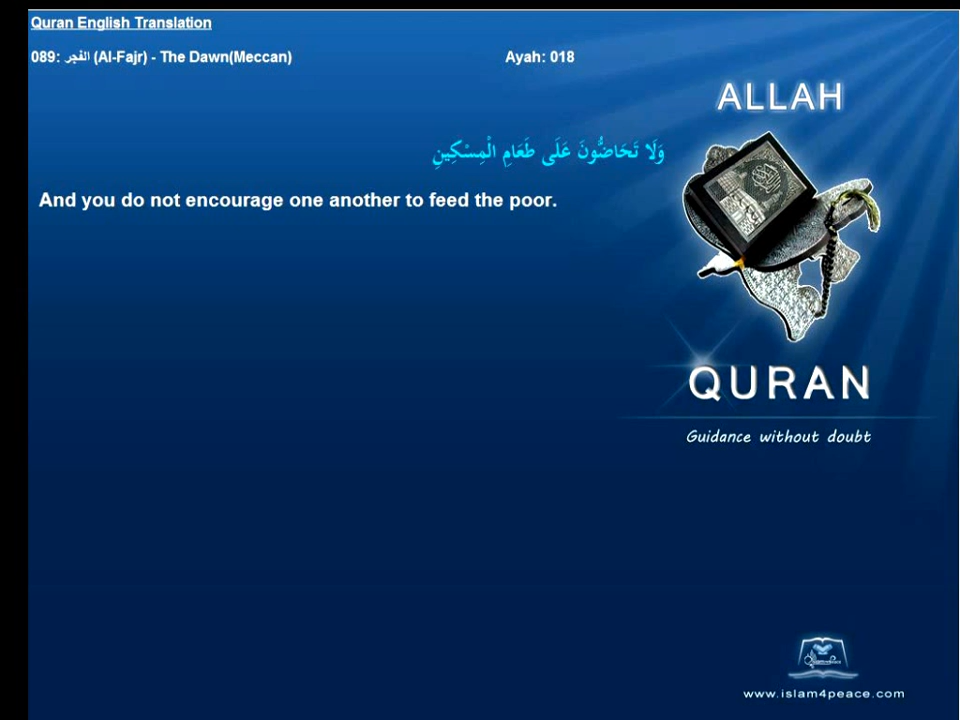 Quran English Translation
089: الفجر (Al-Fajr) - The Dawn(Meccan) Ayah: 018
ALLAH
وَلَا تَحَاضُّونَ عَلَى طَعَامِ الْمِسْكِينِ
And you do not encourage one another to feed the poor.
QURAN
Guidance without doubt
www.islam4peace.com